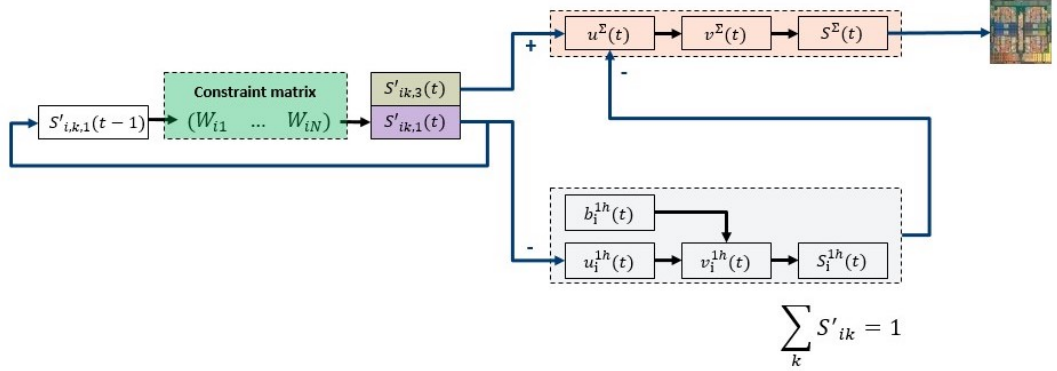 u^Σ(t) v^Σ(t) S^Σ(t)
+
-
Constraint matrix
S'_{i,k,1}(t − 1) (W_{i1} … W_{iN}) S'_{ik,3}(t)
S'_{ik,1}(t)
b_i^{1h}(t)
-
u_i^{1h}(t) v_i^{1h}(t) S_i^{1h}(t)
∑_k S'_{ik} = 1